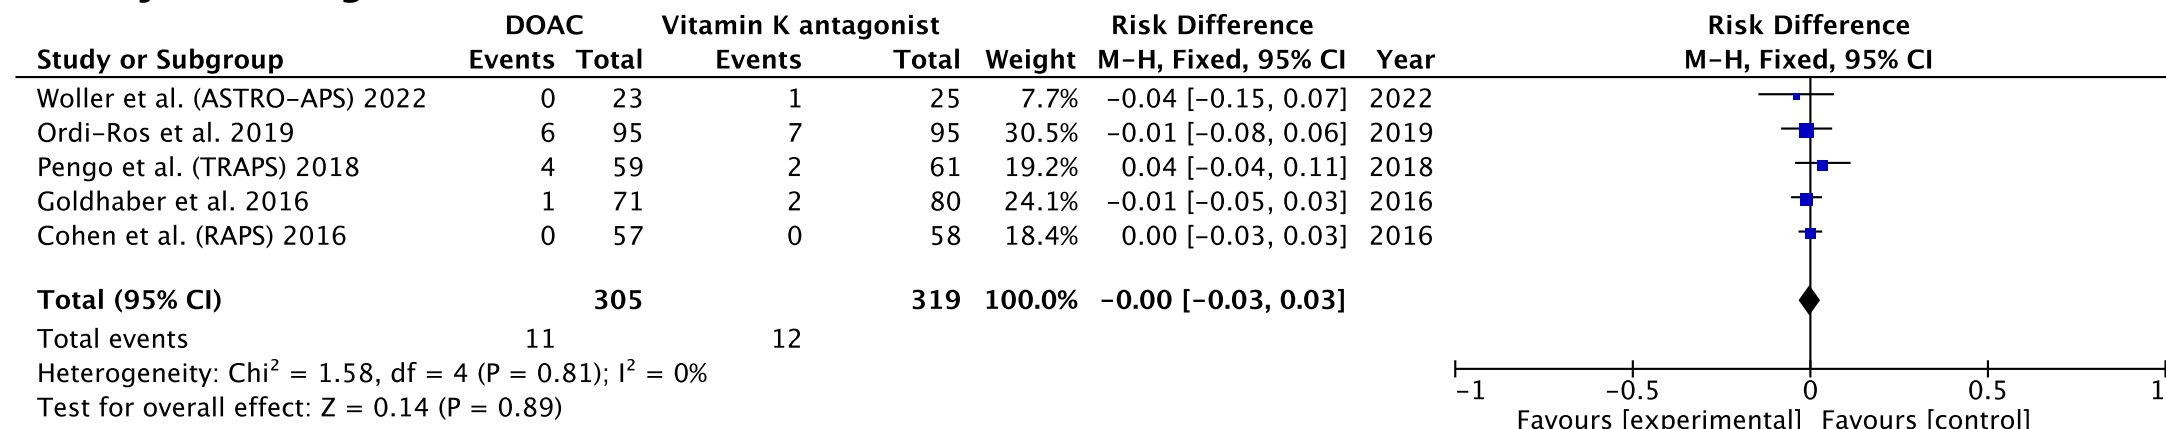 DOAC Vitamin K antagonist Risk Difference Risk Difference
Study or Subgroup Events Total Events Total Weight M-H, Fixed, 95% CI Year M-H, Fixed, 95% CI
Woller et al. (ASTRO-APS) 2022 0 23 1 25 7.7% -0.04 [-0.15, 0.07] 2022
Ordi-Ros et al. 2019 6 95 7 95 30.5% -0.01 [-0.08, 0.06] 2019
Pengo et al. (TRAPS) 2018 4 59 2 61 19.2% 0.04 [-0.04, 0.11] 2018
Goldhaber et al. 2016 1 71 2 80 24.1% -0.01 [-0.05, 0.03] 2016
Cohen et al. (RAPS) 2016 0 57 0 58 18.4% 0.00 [-0.03, 0.03] 2016
Total (95% CI) 305 319 100.0% -0.00 [-0.03, 0.03]
Total events 11 12
Heterogeneity: Chi² = 1.58, df = 4 (P = 0.81); I² = 0%
Test for overall effect: Z = 0.14 (P = 0.89)
-1 -0.5 0 0.5 1
Favours [experimental] Favours [control]